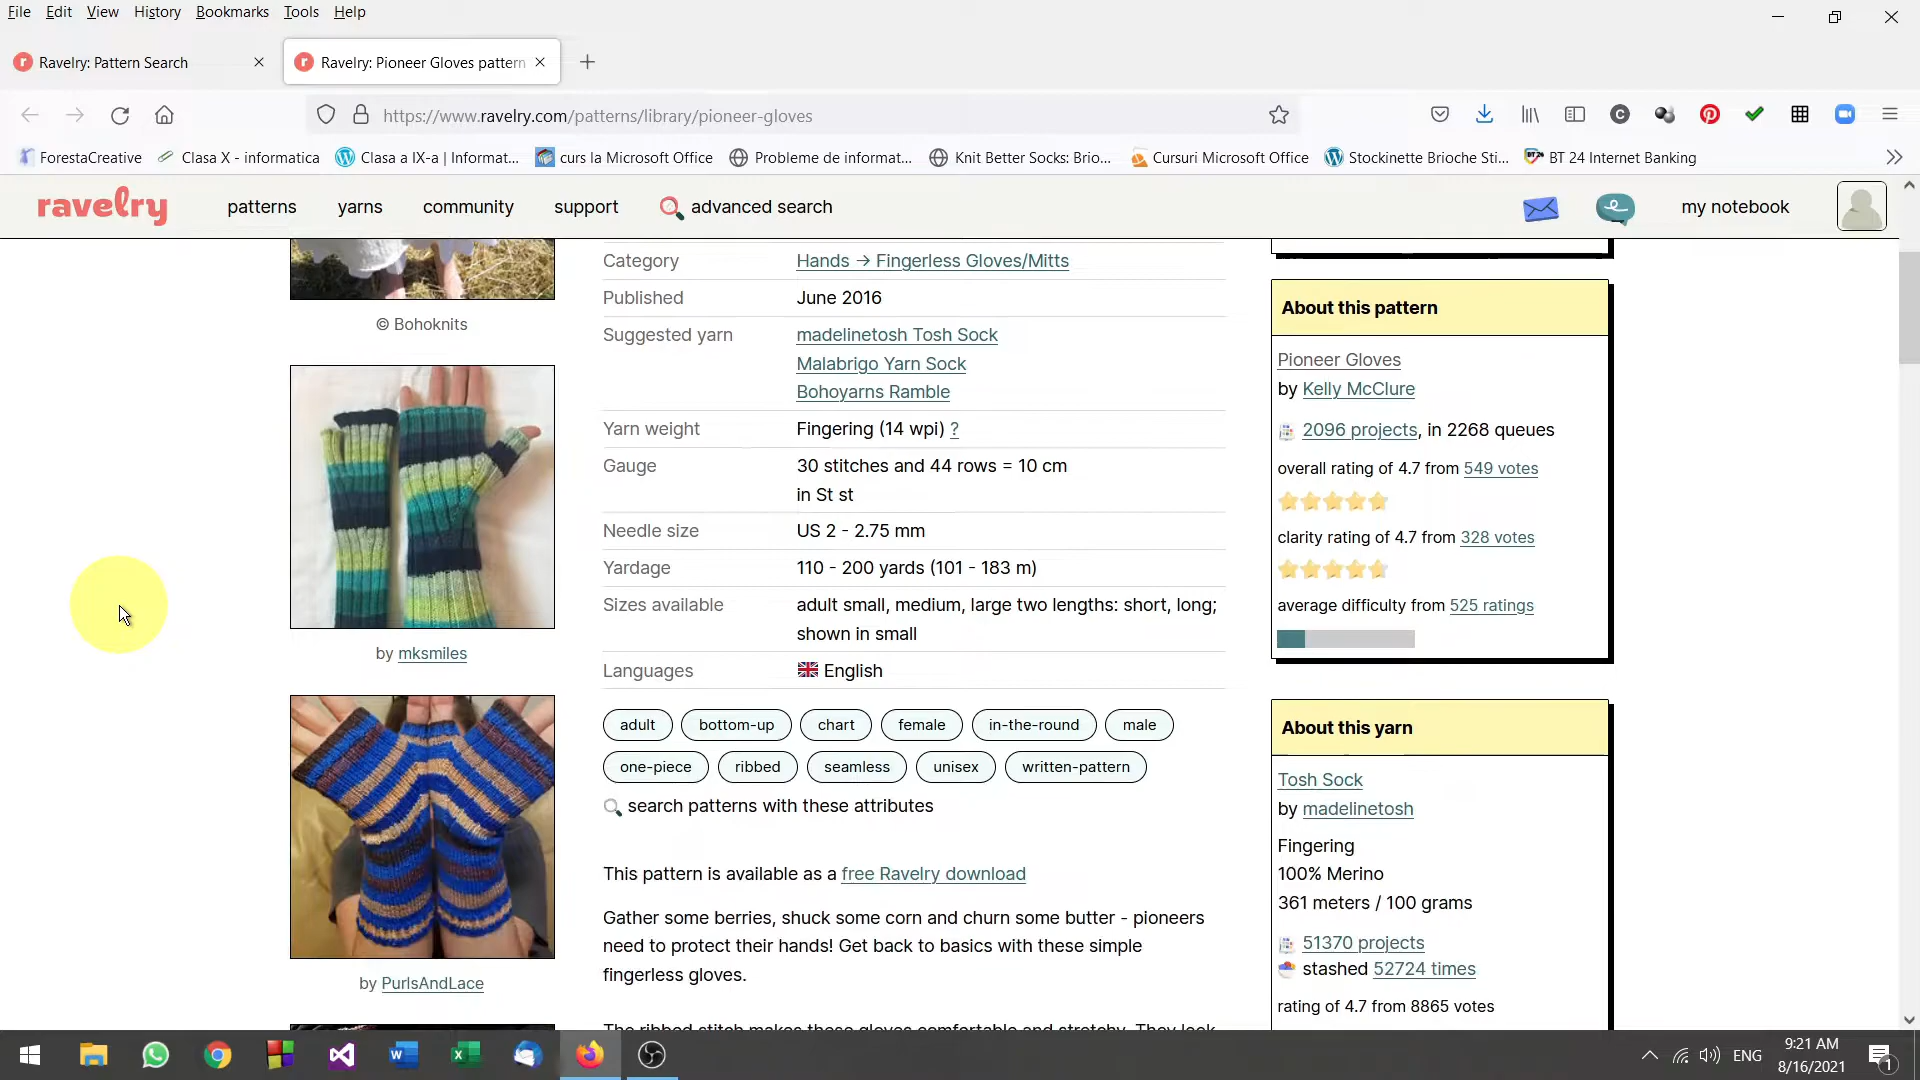 File Edit View History Bookmarks Tools Help
Ravelry: Pattern Search
Ravelry: Pioneer Gloves pattern
https://www.ravelry.com/patterns/library/pioneer-gloves
ForestaCreative
Clasa X - informatica
Clasa a IX-a | Informat...
curs la Microsoft Office
Probleme de informat...
Knit Better Socks: Brio...
Cursuri Microsoft Office
Stockinette Brioche Sti...
BT 24 Internet Banking
ravelry
patterns
yarns
community
support
advanced search
my notebook
© Bohoknits
by mksmiles
by PurlsAndLace
Category Hands → Fingerless Gloves/Mitts
Published June 2016
Suggested yarn madelinetosh Tosh Sock
Malabrigo Yarn Sock
Bohoyarns Ramble
Yarn weight Fingering (14 wpi) ?
Gauge 30 stitches and 44 rows = 10 cm
in St st
Needle size US 2 - 2.75 mm
Yardage 110 - 200 yards (101 - 183 m)
Sizes available adult small, medium, large two lengths: short, long;
shown in small
Languages English
adult bottom-up chart female in-the-round male
one-piece ribbed seamless unisex written-pattern
search patterns with these attributes
This pattern is available as a free Ravelry download
Gather some berries, shuck some corn and churn some butter - pioneers
need to protect their hands! Get back to basics with these simple
fingerless gloves.
The ribbed stitch makes these gloves comfortable and stretchy. They look
About this pattern
Pioneer Gloves
by Kelly McClure
2096 projects, in 2268 queues
overall rating of 4.7 from 549 votes
clarity rating of 4.7 from 328 votes
average difficulty from 525 ratings
About this yarn
Tosh Sock
by madelinetosh
Fingering
100% Merino
361 meters / 100 grams
51370 projects
stashed 52724 times
rating of 4.7 from 8865 votes
ENG
9:21 AM
8/16/2021
1